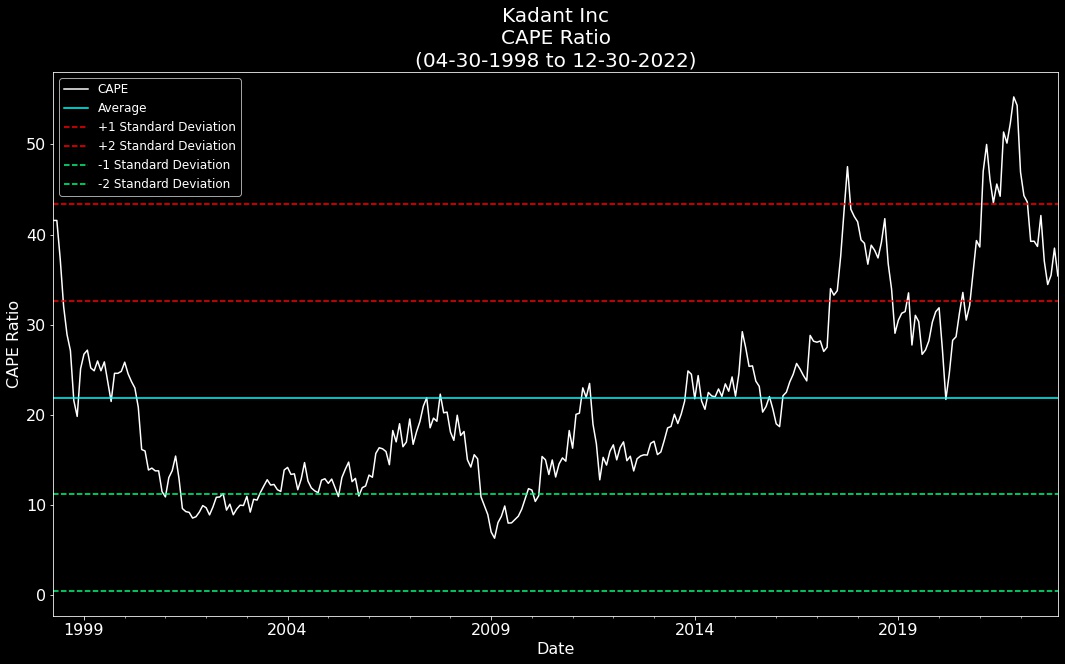 Kadant Inc
CAPE Ratio
(04-30-1998 to 12-30-2022)
CAPE
Average
+1 Standard Deviation
+2 Standard Deviation
-1 Standard Deviation
-2 Standard Deviation
CAPE Ratio
50
40
30
20
10
0
1999
2004
2009
2014
2019
Date